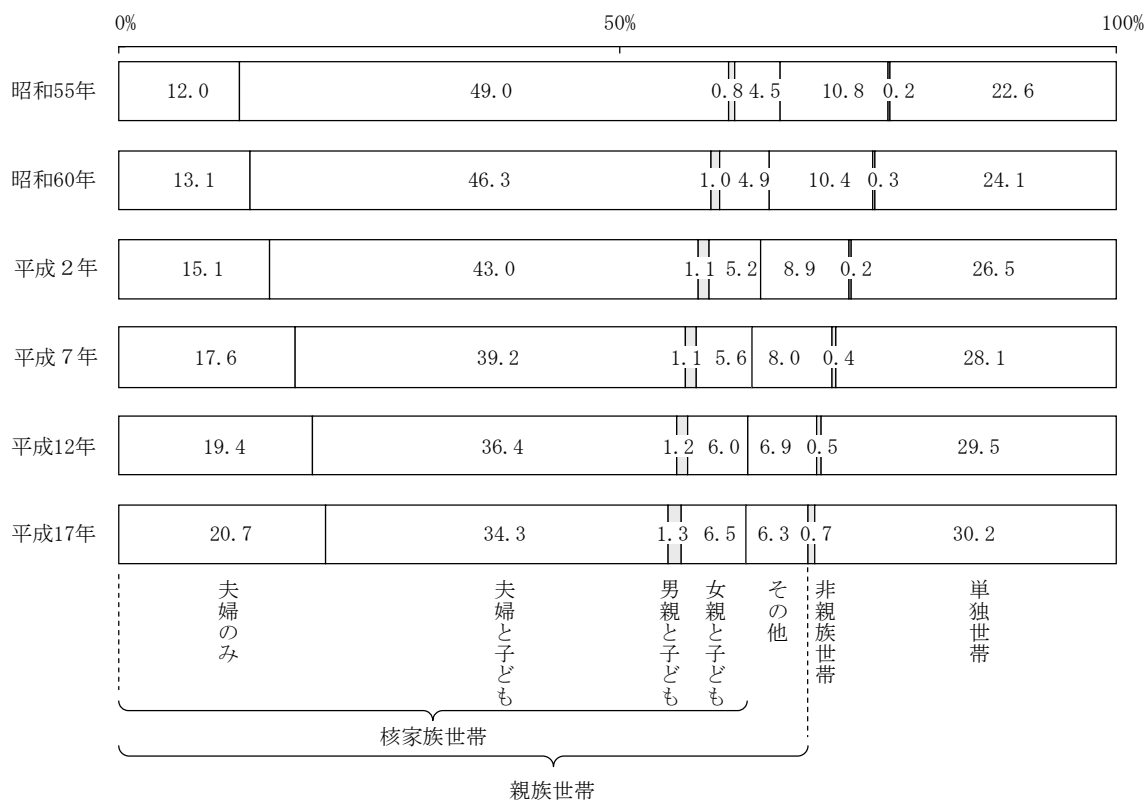 0% 50% 100%
昭和55年 12.0 49.0 0.8 4.5 10.8 0.2 22.6
昭和60年 13.1 46.3 1.0 4.9 10.4 0.3 24.1
平成２年 15.1 43.0 1.1 5.2 8.9 0.2 26.5
平成７年 17.6 39.2 1.1 5.6 8.0 0.4 28.1
平成12年 19.4 36.4 1.2 6.0 6.9 0.5 29.5
平成17年 20.7 34.3 1.3 6.5 6.3 0.7 30.2
夫婦のみ
夫婦と子ども
男親と子ども
女親と子ども
その他
非親族世帯
単独世帯
核家族世帯
親族世帯